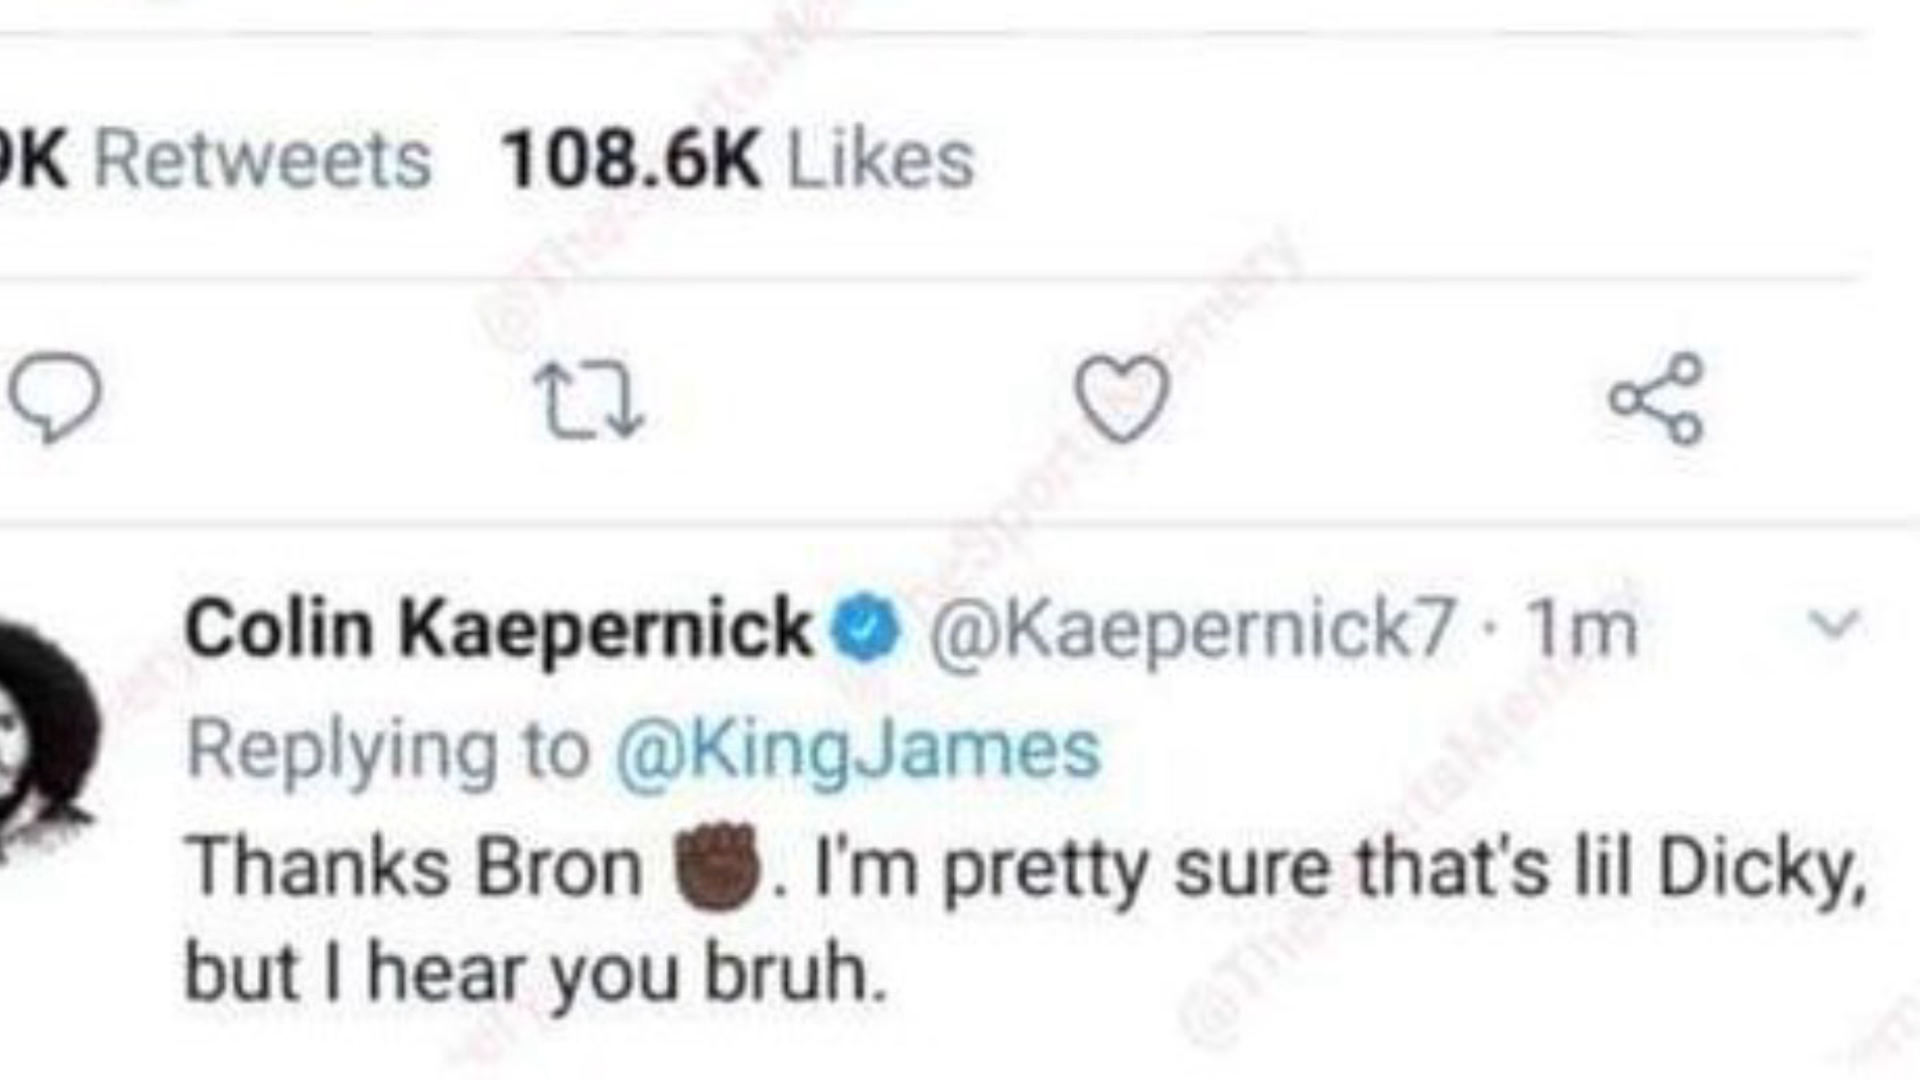 9K Retweets 108.6K Likes
Colin Kaepernick @Kaepernick7 · 1m
Replying to @KingJames
Thanks Bron ✊🏿. I'm pretty sure that's lil Dicky,
but I hear you bruh.